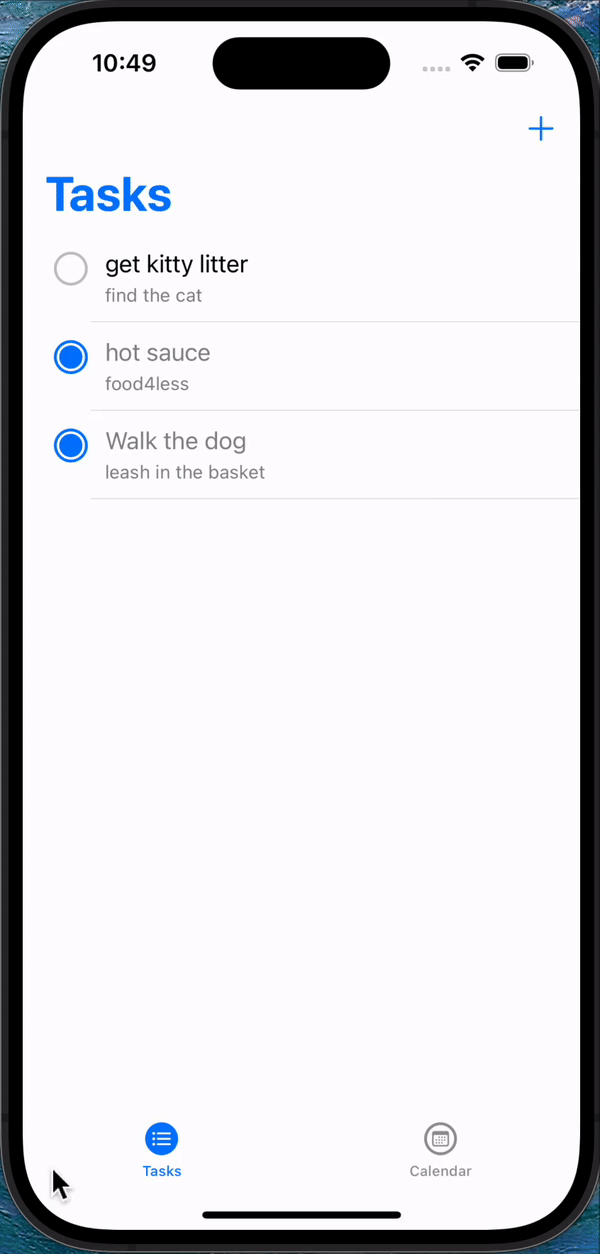 10:49
Tasks
get kitty litter
find the cat
hot sauce
food4less
Walk the dog
leash in the basket
Tasks
Calendar